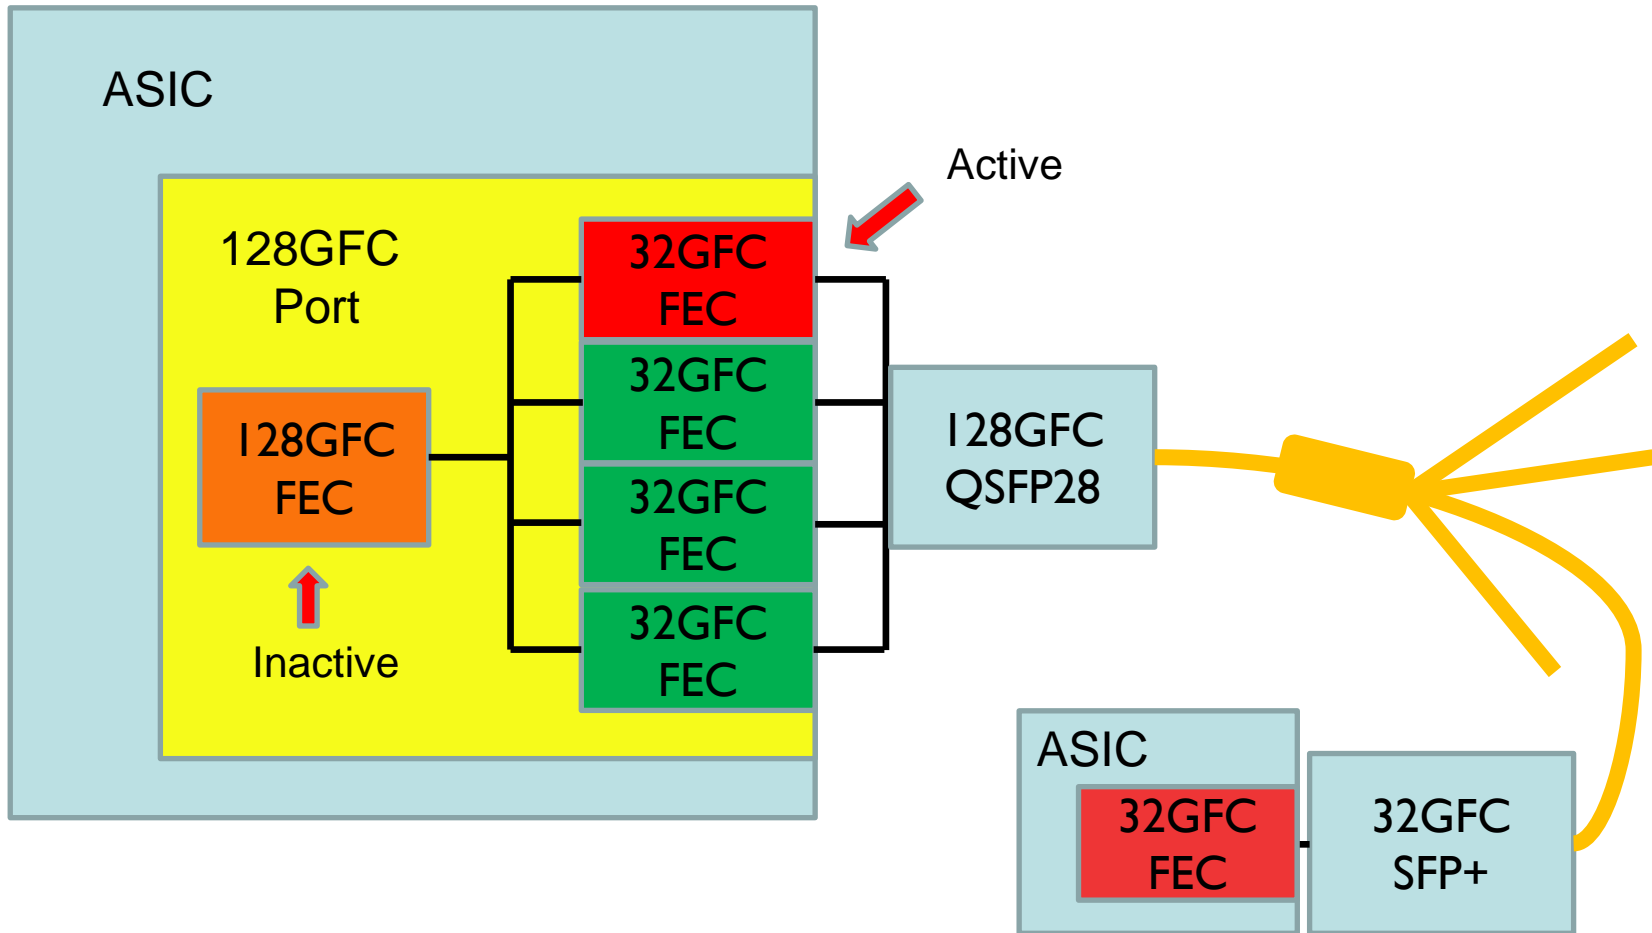 ASIC
Active
128GFC
Port
32GFC
FEC
32GFC
FEC
32GFC
FEC
32GFC
FEC
128GFC
FEC
Inactive
128GFC
QSFP28
ASIC
32GFC
FEC
32GFC
SFP+